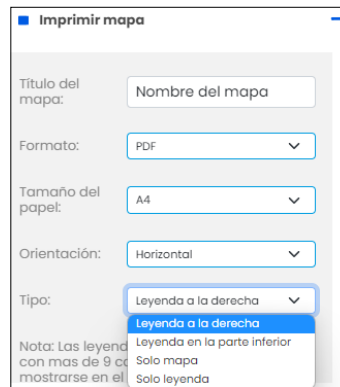 Imprimir mapa
Título del
mapa:
Nombre del mapa
Formato:
PDF
Tamaño del
papel:
A4
Orientación:
Horizontal
Tipo:
Leyenda a la derecha
Leyenda a la derecha
Leyenda en la parte inferior
Solo mapa
Solo leyenda
Nota: Las leyend
con mas de 9 co
mostrarse en el